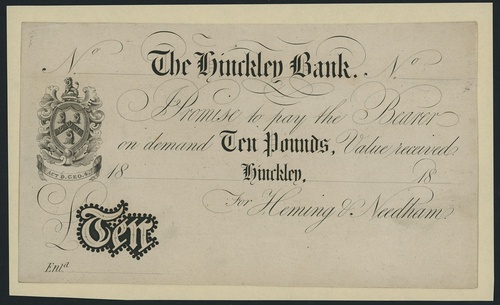 No The Hinckley Bank. No
Promise to pay the Bearer
on demand Ten Pounds, Value received
18 Hinckley, 18
For Heming & Needham
£Ten
Entd